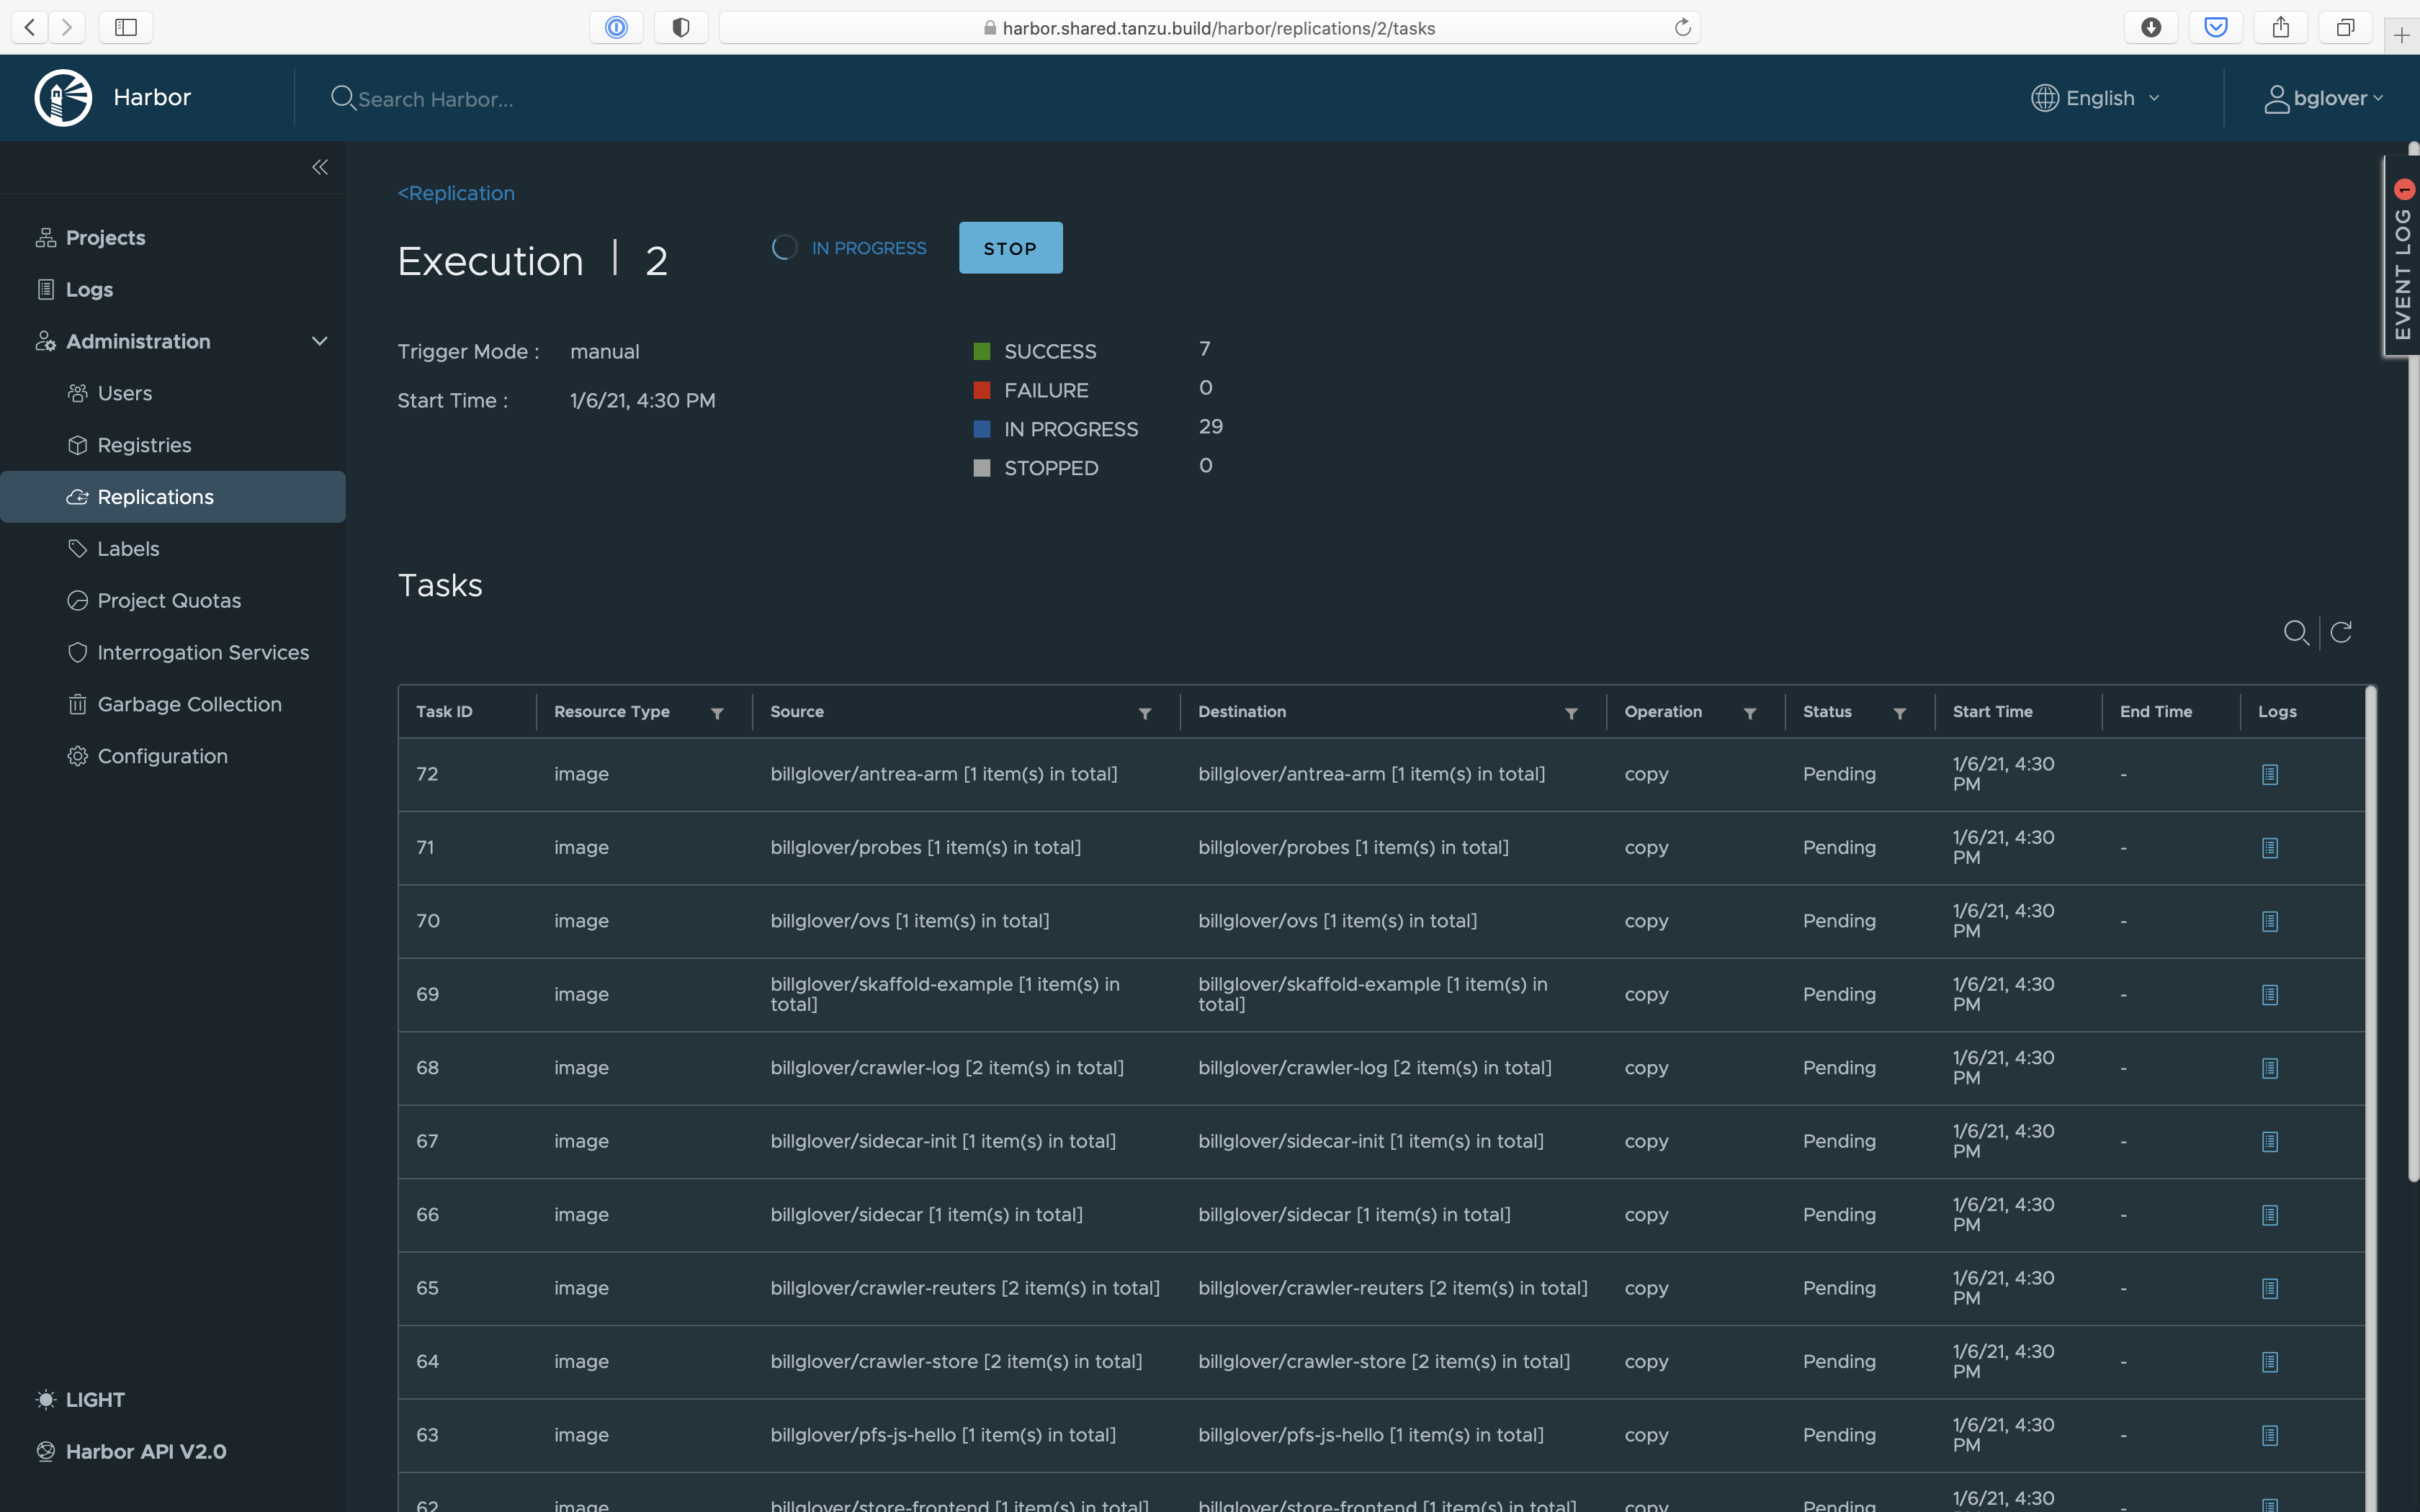 harbor.shared.tanzu.build/harbor/replications/2/tasks
Harbor
Search Harbor...
English
bglover
EVENT LOG 1
Projects
Logs
Administration
Users
Registries
Replications
Labels
Project Quotas
Interrogation Services
Garbage Collection
Configuration
LIGHT
Harbor API V2.0
<Replication
Execution | 2
IN PROGRESS
STOP
Trigger Mode : manual
Start Time : 1/6/21, 4:30 PM
SUCCESS 7
FAILURE 0
IN PROGRESS 29
STOPPED 0
Tasks
Task ID Resource Type Source Destination Operation Status Start Time End Time Logs
72 image billglover/antrea-arm [1 item(s) in total] billglover/antrea-arm [1 item(s) in total] copy Pending 1/6/21, 4:30 PM -
71 image billglover/probes [1 item(s) in total] billglover/probes [1 item(s) in total] copy Pending 1/6/21, 4:30 PM -
70 image billglover/ovs [1 item(s) in total] billglover/ovs [1 item(s) in total] copy Pending 1/6/21, 4:30 PM -
69 image billglover/skaffold-example [1 item(s) in total] billglover/skaffold-example [1 item(s) in total] copy Pending 1/6/21, 4:30 PM -
68 image billglover/crawler-log [2 item(s) in total] billglover/crawler-log [2 item(s) in total] copy Pending 1/6/21, 4:30 PM -
67 image billglover/sidecar-init [1 item(s) in total] billglover/sidecar-init [1 item(s) in total] copy Pending 1/6/21, 4:30 PM -
66 image billglover/sidecar [1 item(s) in total] billglover/sidecar [1 item(s) in total] copy Pending 1/6/21, 4:30 PM -
65 image billglover/crawler-reuters [2 item(s) in total] billglover/crawler-reuters [2 item(s) in total] copy Pending 1/6/21, 4:30 PM -
64 image billglover/crawler-store [2 item(s) in total] billglover/crawler-store [2 item(s) in total] copy Pending 1/6/21, 4:30 PM -
63 image billglover/pfs-js-hello [1 item(s) in total] billglover/pfs-js-hello [1 item(s) in total] copy Pending 1/6/21, 4:30 PM -
62 image billglover/store-frontend [1 item(s) in total] billglover/store-frontend [1 item(s) in total] copy Pending 1/6/21, 4:30